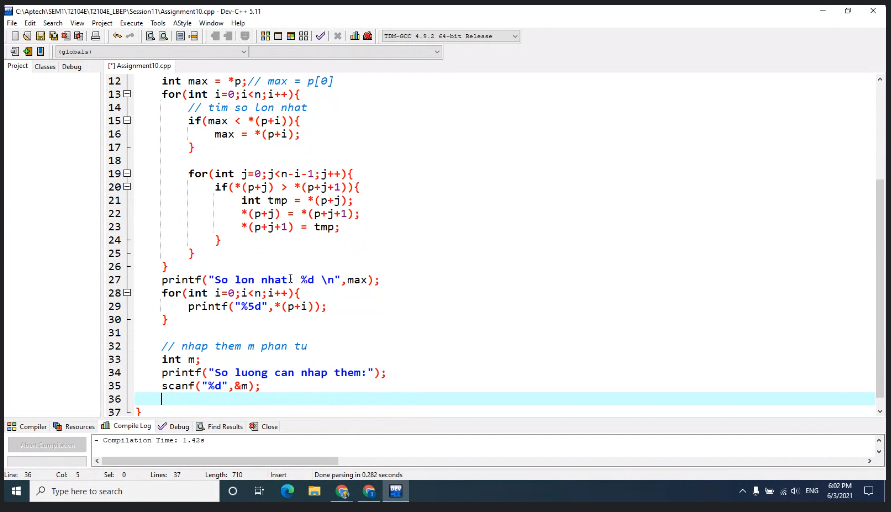 C:\Aptech\SEM1\T2104E_LBEP\Session11\Assignment10.cpp - Dev-C++ 5.11
File Edit Search View Project Execute Tools AStyle Window Help
TDM-GCC 4.9.2 64-bit Release
(globals)
Project Classes Debug
[*] Assignment10.cpp
12 int max = *p;// max = p[0]
13 for(int i=0;i<n;i++){
14 // tim so lon nhat
15 if(max < *(p+i)){
16 max = *(p+i);
17 }
18
19 for(int j=0;j<n-i-1;j++){
20 if(*(p+j) > *(p+j+1)){
21 int tmp = *(p+j);
22 *(p+j) = *(p+j+1);
23 *(p+j+1) = tmp;
24 }
25 }
26 }
27 printf("So lon nhat: %d \n",max);
28 for(int i=0;i<n;i++){
29 printf("%5d",*(p+i));
30 }
31
32 // nhap them m phan tu
33 int m;
34 printf("So luong can nhap them:");
35 scanf("%d",&m);
36
37 }
Compiler Resources Compile Log Debug Find Results Close
Abort Compilation
- Compilation Time: 1.42s
Line: 36 Col: 5 Sel: 0 Lines: 37 Length: 710 Insert Done parsing in 0.282 seconds
Type here to search
DEV
ENG
6:02 PM
6/3/2021